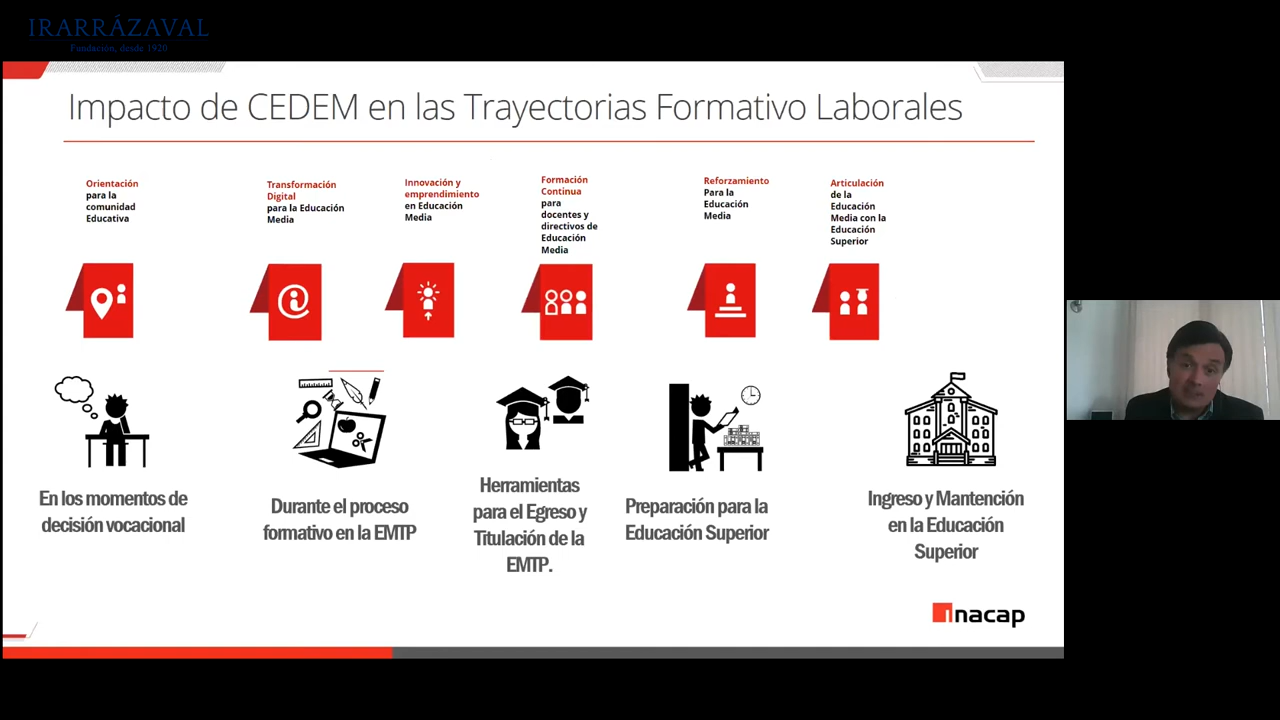 IRARRÁZAVAL
Fundación, desde 1920
Impacto de CEDEM en las Trayectorias Formativo Laborales
Orientación
para la
comunidad
Educativa
Transformación
Digital
para la Educación
Media
Innovación y
emprendimiento
en Educación
Media
Formación
Continua
para
docentes y
directivos de
Educación
Media
Reforzamiento
Para la
Educación
Media
Articulación
de la
Educación
Media con la
Educación
Superior
En los momentos de
decisión vocacional
Durante el proceso
formativo en la EMTP
Herramientas
para el Egreso y
Titulación de la
EMTP.
Preparación para la
Educación Superior
Ingreso y Mantención
en la Educación
Superior
inacap